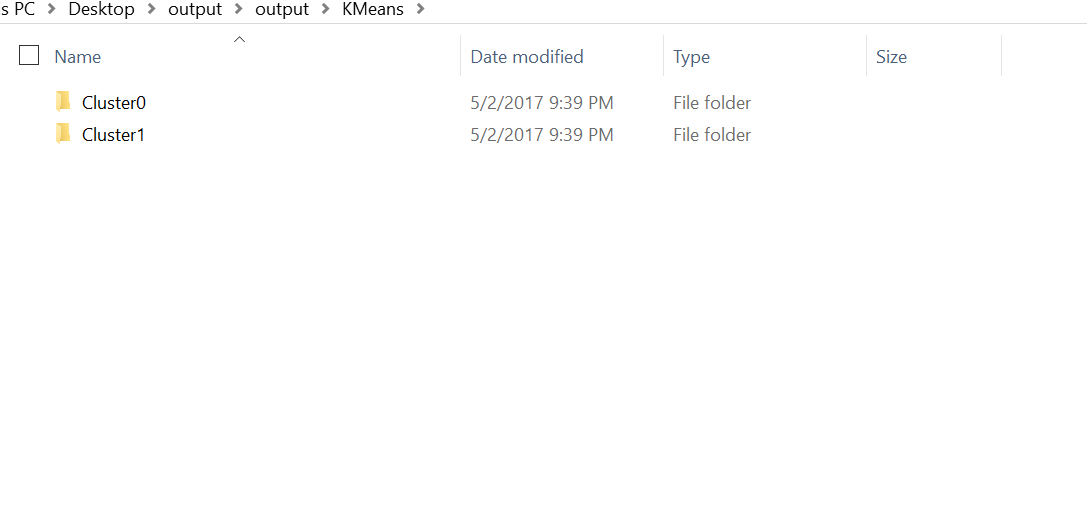 s PC > Desktop > output > output > KMeans >
Name Date modified Type Size
Cluster0 5/2/2017 9:39 PM File folder
Cluster1 5/2/2017 9:39 PM File folder